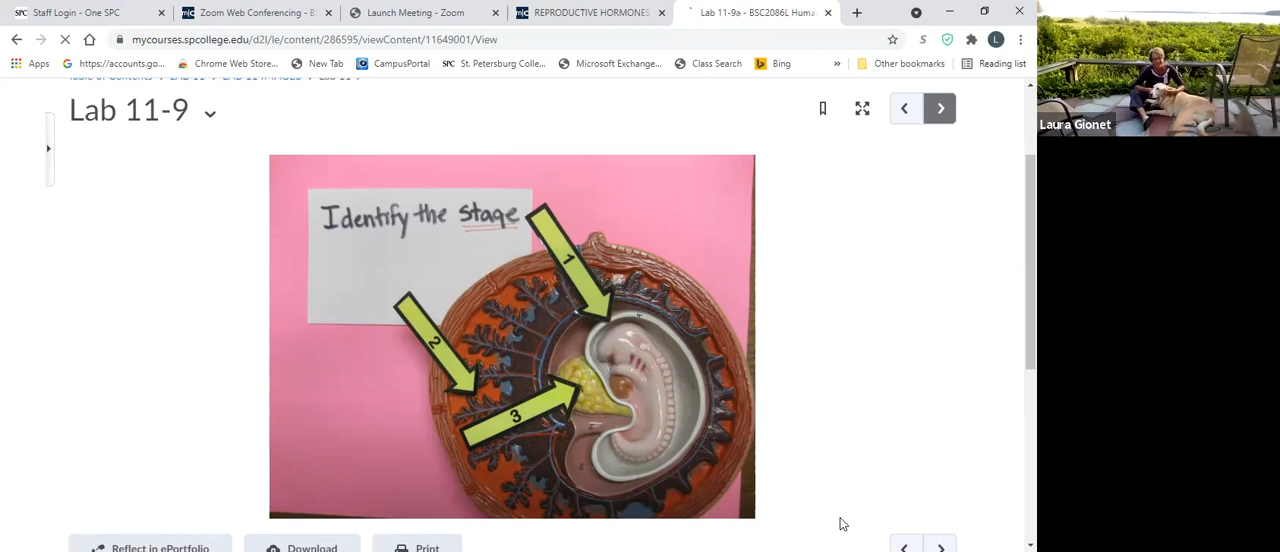 Staff Login - One SPC
Zoom Web Conferencing - BS
Launch Meeting - Zoom
REPRODUCTIVE HORMONES
Lab 11-9a - BSC2086L Huma
mycourses.spcollege.edu/d2l/le/content/286595/viewContent/11649001/View
Apps
https://accounts.go...
Chrome Web Store...
New Tab
CampusPortal
SPC St. Petersburg Colle...
Microsoft Exchange...
Class Search
Bing
»
Other bookmarks
Reading list
Lab 11-9
Laura Gionet
Identify the stage
1
2
3
Reflect in ePortfolio
Download
Print